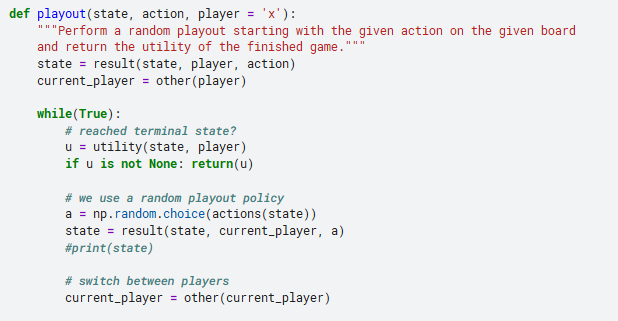 def playout(state, action, player = 'x'):
    """Perform a random playout starting with the given action on the given board
    and return the utility of the finished game."""
    state = result(state, player, action)
    current_player = other(player)

    while(True):
        # reached terminal state?
        u = utility(state, player)
        if u is not None: return(u)

        # we use a random playout policy
        a = np.random.choice(actions(state))
        state = result(state, current_player, a)
        #print(state)

        # switch between players
        current_player = other(current_player)